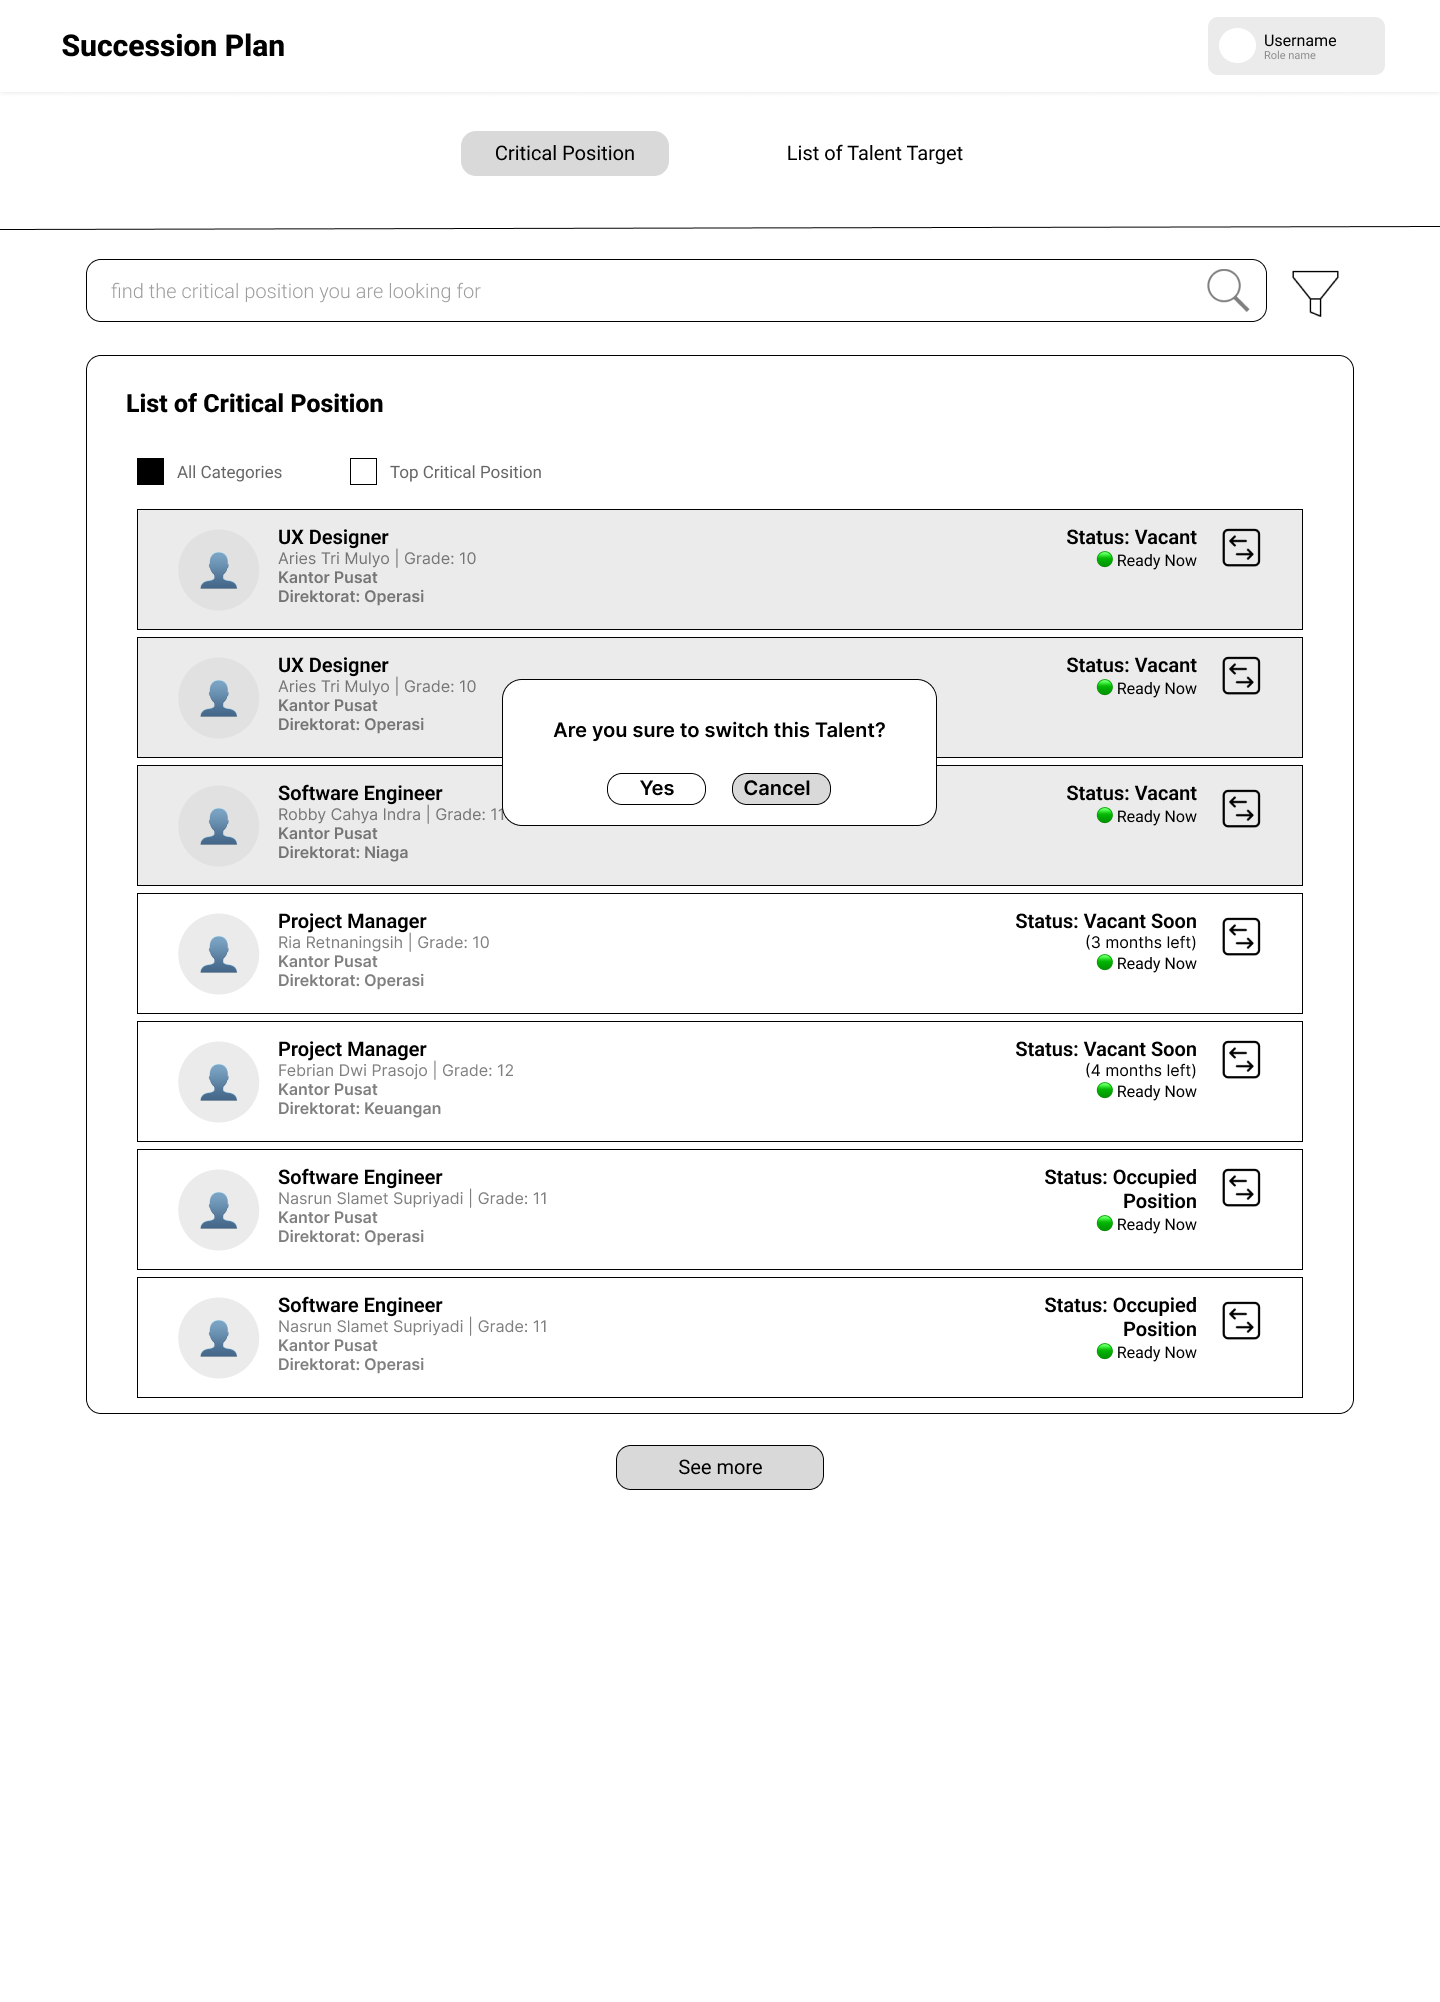 Succession Plan
Username
Role name
Critical Position
List of Talent Target
find the critical position you are looking for
List of Critical Position
All Categories
Top Critical Position
UX Designer
Aries Tri Mulyo | Grade: 10
Kantor Pusat
Direktorat: Operasi
Status: Vacant
Ready Now
UX Designer
Aries Tri Mulyo | Grade: 10
Kantor Pusat
Direktorat: Operasi
Status: Vacant
Ready Now
Are you sure to switch this Talent?
Yes
Cancel
Software Engineer
Robby Cahya Indra | Grade: 11
Kantor Pusat
Direktorat: Niaga
Status: Vacant
Ready Now
Project Manager
Ria Retnaningsih | Grade: 10
Kantor Pusat
Direktorat: Operasi
Status: Vacant Soon
(3 months left)
Ready Now
Project Manager
Febrian Dwi Prasojo | Grade: 12
Kantor Pusat
Direktorat: Keuangan
Status: Vacant Soon
(4 months left)
Ready Now
Software Engineer
Nasrun Slamet Supriyadi | Grade: 11
Kantor Pusat
Direktorat: Operasi
Status: Occupied
Position
Ready Now
Software Engineer
Nasrun Slamet Supriyadi | Grade: 11
Kantor Pusat
Direktorat: Operasi
Status: Occupied
Position
Ready Now
See more